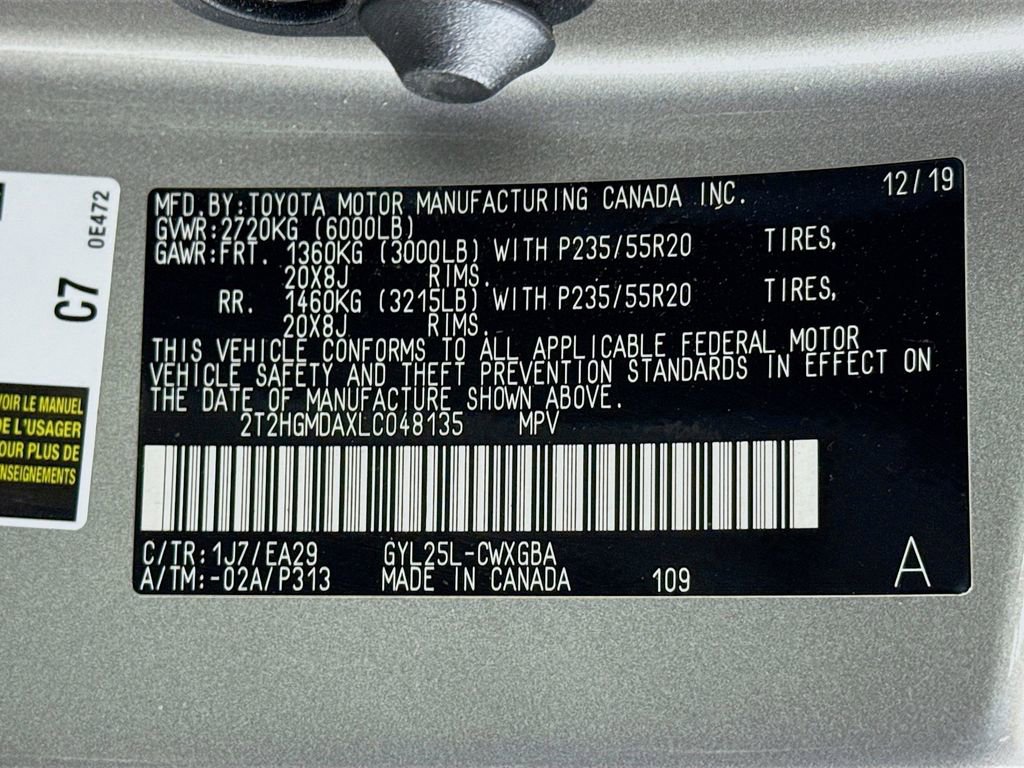 MFD.BY:TOYOTA MOTOR MANUFACTURING CANADA INC. 12/19
GVWR:2720KG (6000LB)
GAWR:FRT. 1360KG (3000LB) WITH P235/55R20 TIRES,
20X8J RIMS.
RR. 1460KG (3215LB) WITH P235/55R20 TIRES,
20X8J RIMS.
THIS VEHICLE CONFORMS TO ALL APPLICABLE FEDERAL MOTOR
VEHICLE SAFETY AND THEFT PREVENTION STANDARDS IN EFFECT ON
THE DATE OF MANUFACTURE SHOWN ABOVE.
2T2HGMDAXLC048135 MPV
C/TR:1J7/EA29 GYL25L-CWXGBA
A/TM:-02A/P313 MADE IN CANADA 109 A
0E472
C7
VOIR LE MANUEL
DE L'USAGER
POUR PLUS DE
RENSEIGNEMENTS